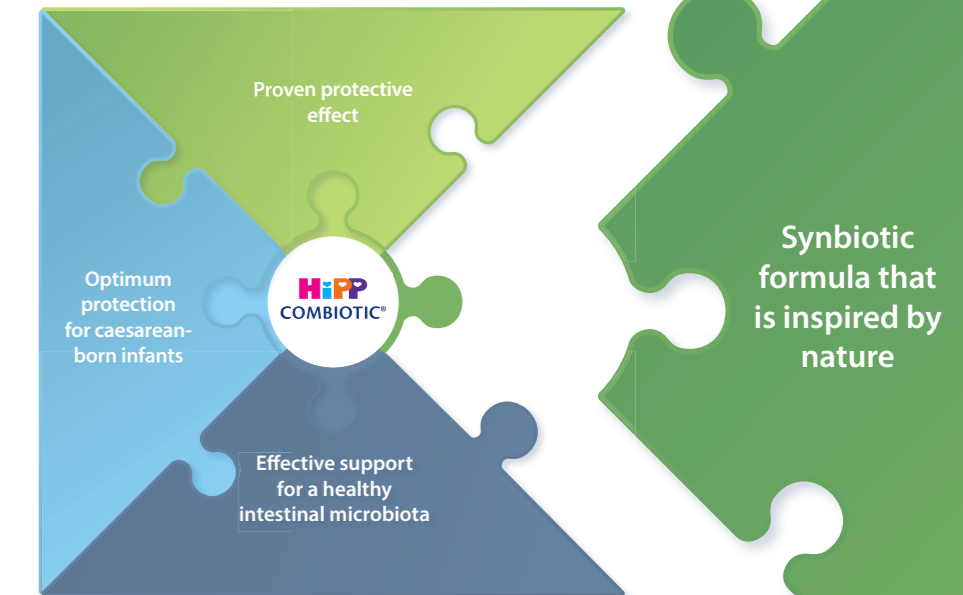 Proven protective
effect
Optimum
protection
for caesarean-
born infants
HiPP
COMBIOTIC®
Effective support
for a healthy
intestinal microbiota
Synbiotic
formula that
is inspired by
nature